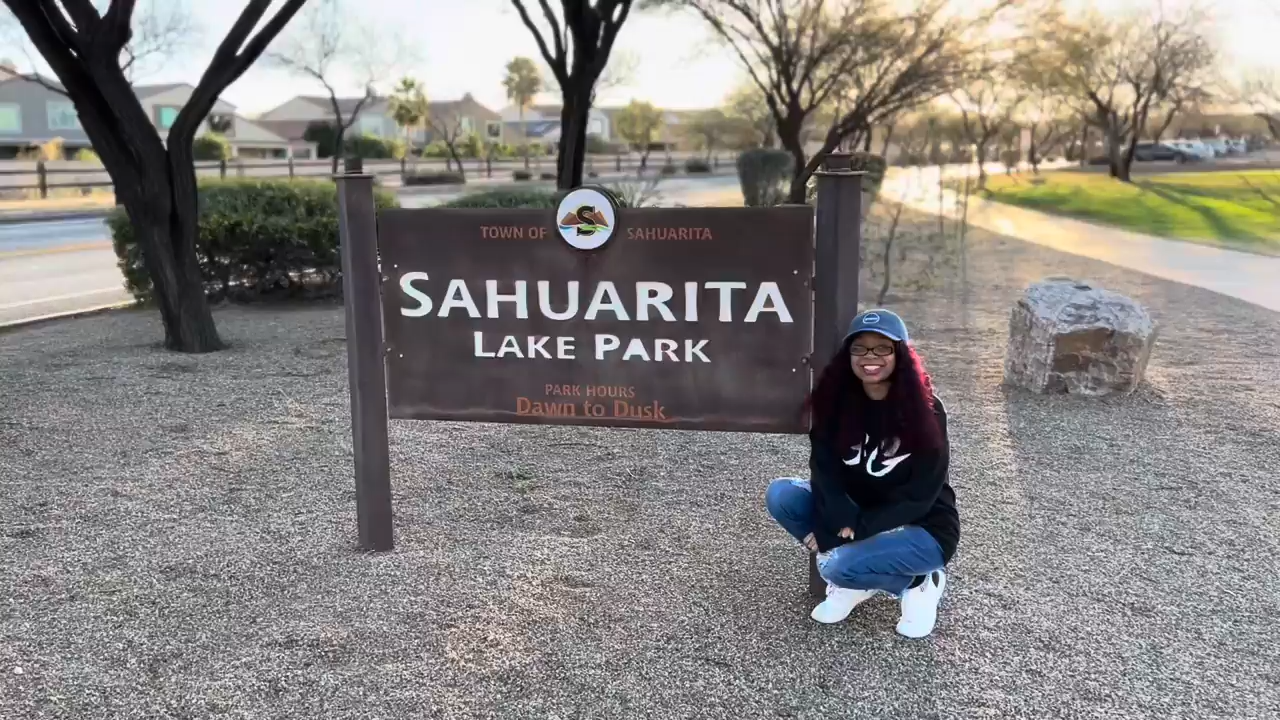 TOWN OF SAHUARITA
SAHUARITA
LAKE PARK
PARK HOURS
Dawn to Dusk